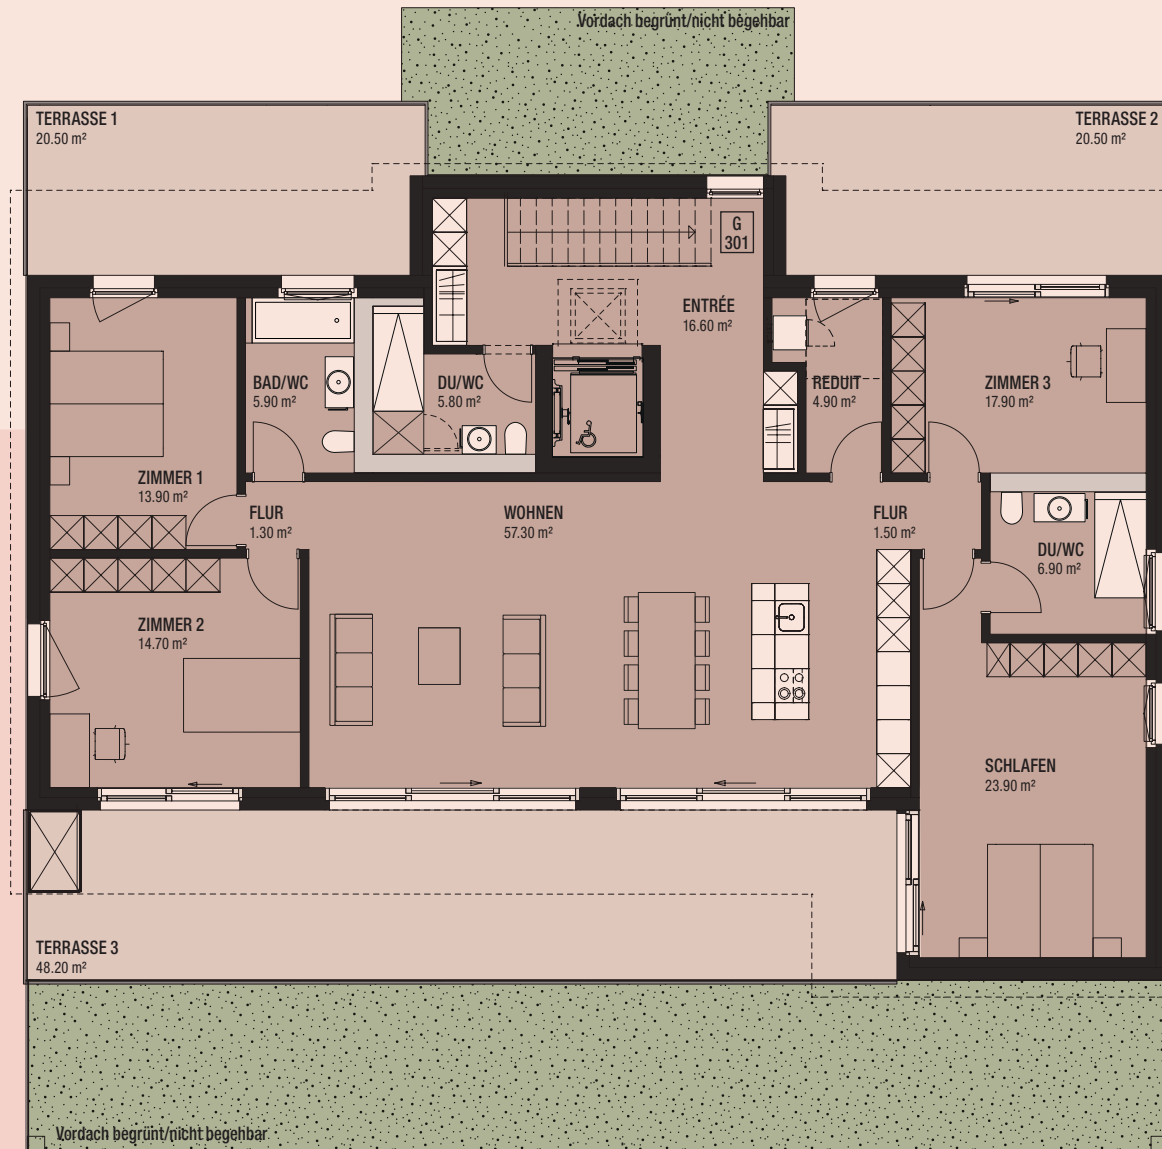 Vordach begrünt/nicht begehbar
TERRASSE 1
20.50 m²
TERRASSE 2
20.50 m²
G
301
ENTRÉE
16.60 m²
BAD/WC
5.90 m²
DU/WC
5.80 m²
REDUIT
4.90 m²
ZIMMER 3
17.90 m²
ZIMMER 1
13.90 m²
FLUR
1.30 m²
WOHNEN
57.30 m²
FLUR
1.50 m²
DU/WC
6.90 m²
ZIMMER 2
14.70 m²
SCHLAFEN
23.90 m²
TERRASSE 3
48.20 m²
Vordach begrünt/nicht begehbar